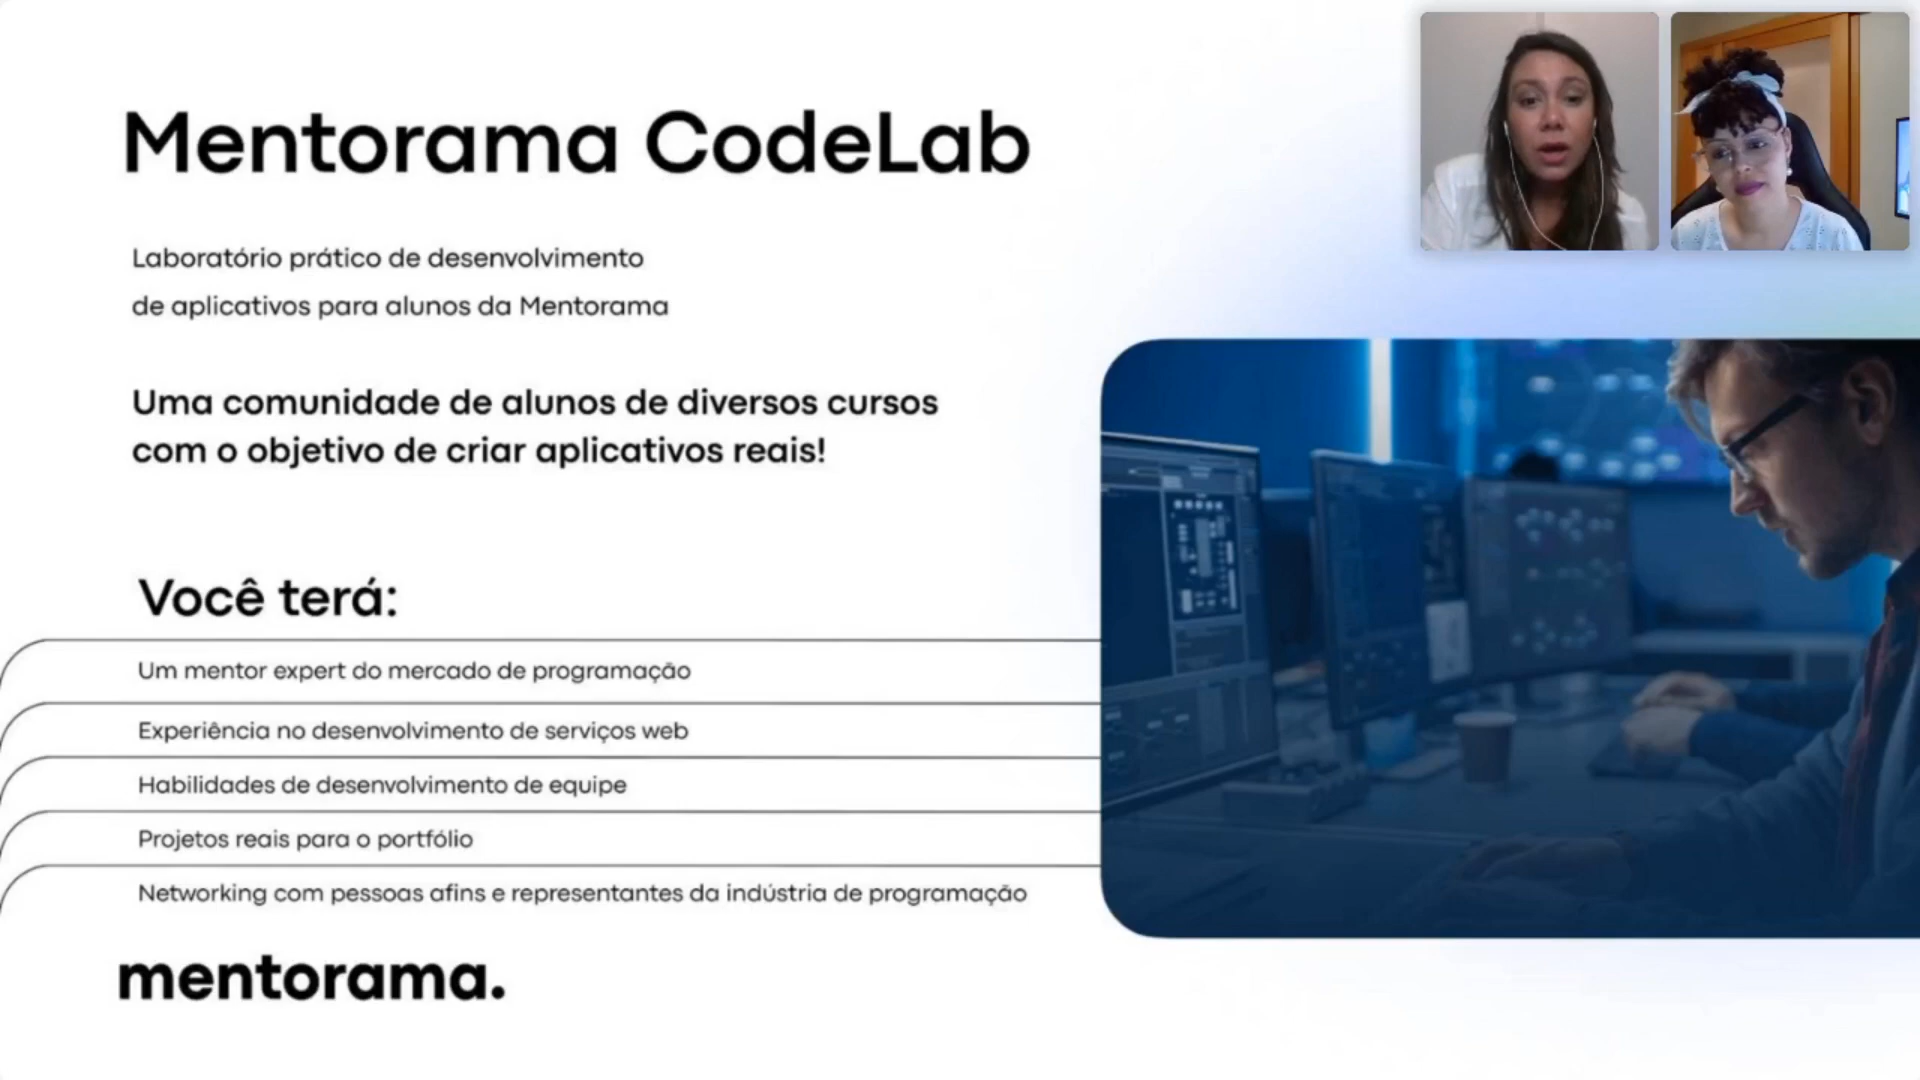 Mentorama CodeLab
Laboratório prático de desenvolvimento
de aplicativos para alunos da Mentorama
Uma comunidade de alunos de diversos cursos
com o objetivo de criar aplicativos reais!
Você terá:
Um mentor expert do mercado de programação
Experiência no desenvolvimento de serviços web
Habilidades de desenvolvimento de equipe
Projetos reais para o portfólio
Networking com pessoas afins e representantes da indústria de programação
mentorama.